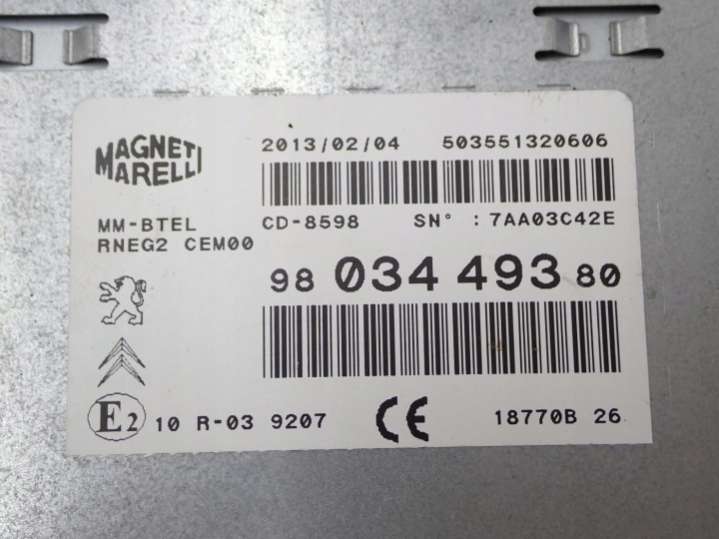 MAGNETI
MARELLI
2013/02/04 503551320606
MM-BTEL
RNEG2 CEM00
CD-8598 SN° : 7AA03C42E
98 034 493 80
E2 10 R-03 9207 CE 18770B 26